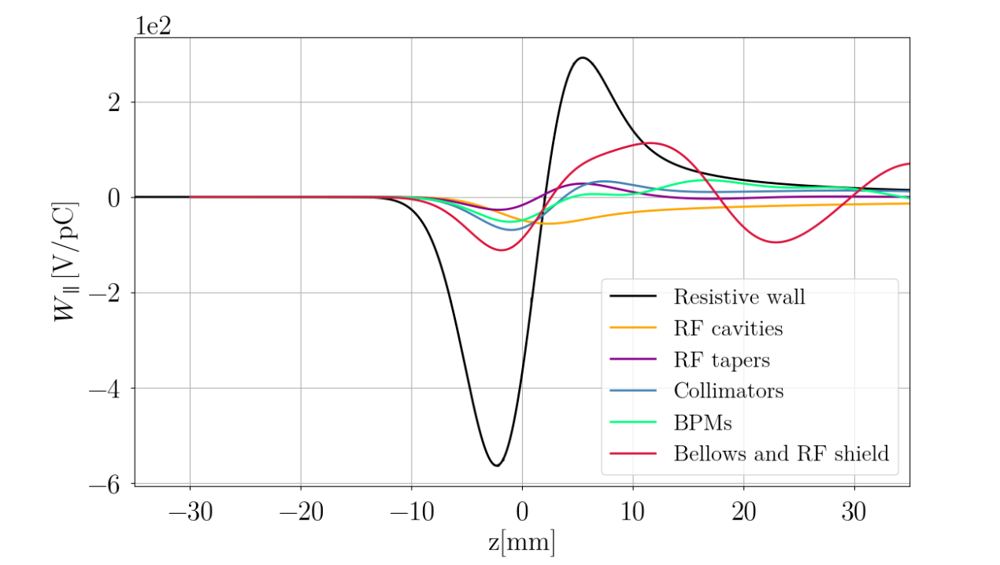 1e2
2
0
−2
−4
−6
W∥ [V/pC]
−30 −20 −10 0 10 20 30
z[mm]
Resistive wall
RF cavities
RF tapers
Collimators
BPMs
Bellows and RF shield